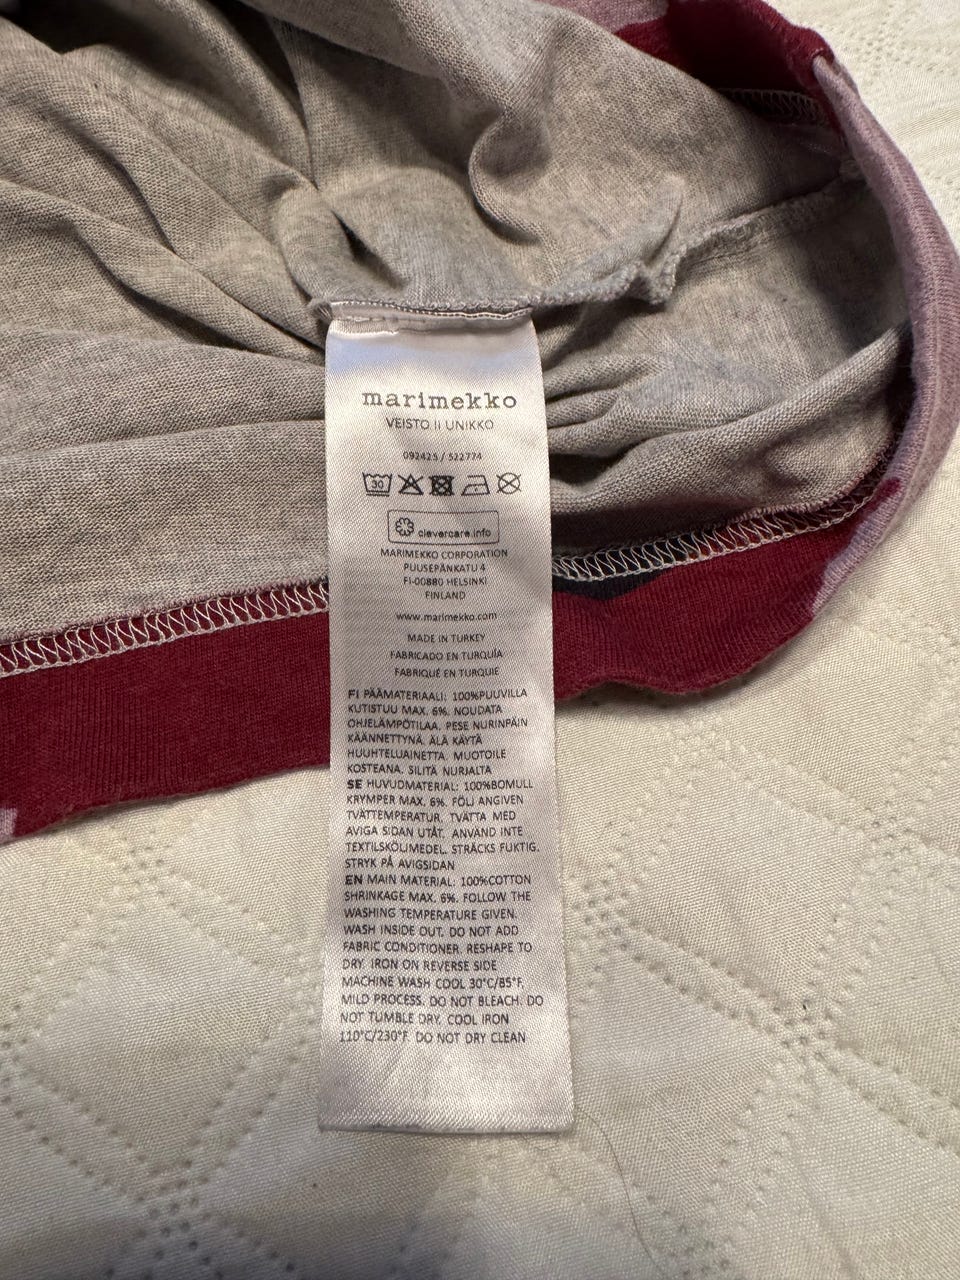 marimekko
VEISTO II UNIKKO
092425 / 522774
30
clevercare.info
MARIMEKKO CORPORATION
PUUSEPÄNKATU 4
FI-00880 HELSINKI
FINLAND
www.marimekko.com
MADE IN TURKEY
FABRICADO EN TURQUÍA
FABRIQUÉ EN TURQUIE
FI PÄÄMATERIAALI: 100%PUUVILLA
KUTISTUU MAX. 6%. NOUDATA
OHJELÄMPÖTILAA. PESE NURINPÄIN
KÄÄNNETTYNÄ. ÄLÄ KÄYTÄ
HUUHTELUAINETTA. MUOTOILE
KOSTEANA. SILITÄ NURJALTA
SE HUVUDMATERIAL: 100%BOMULL
KRYMPER MAX. 6%. FÖLJ ANGIVEN
TVÄTTEMPERATUR. TVÄTTA MED
AVIGA SIDAN UTÅT. ANVÄND INTE
TEXTILSKÖLJMEDEL. STRÄCKS FUKTIG.
STRYK PÅ AVIGSIDAN
EN MAIN MATERIAL: 100%COTTON
SHRINKAGE MAX. 6%. FOLLOW THE
WASHING TEMPERATURE GIVEN.
WASH INSIDE OUT. DO NOT ADD
FABRIC CONDITIONER. RESHAPE TO
DRY. IRON ON REVERSE SIDE
MACHINE WASH COOL 30°C/85°F.
MILD PROCESS. DO NOT BLEACH. DO
NOT TUMBLE DRY. COOL IRON
110°C/230°F. DO NOT DRY CLEAN